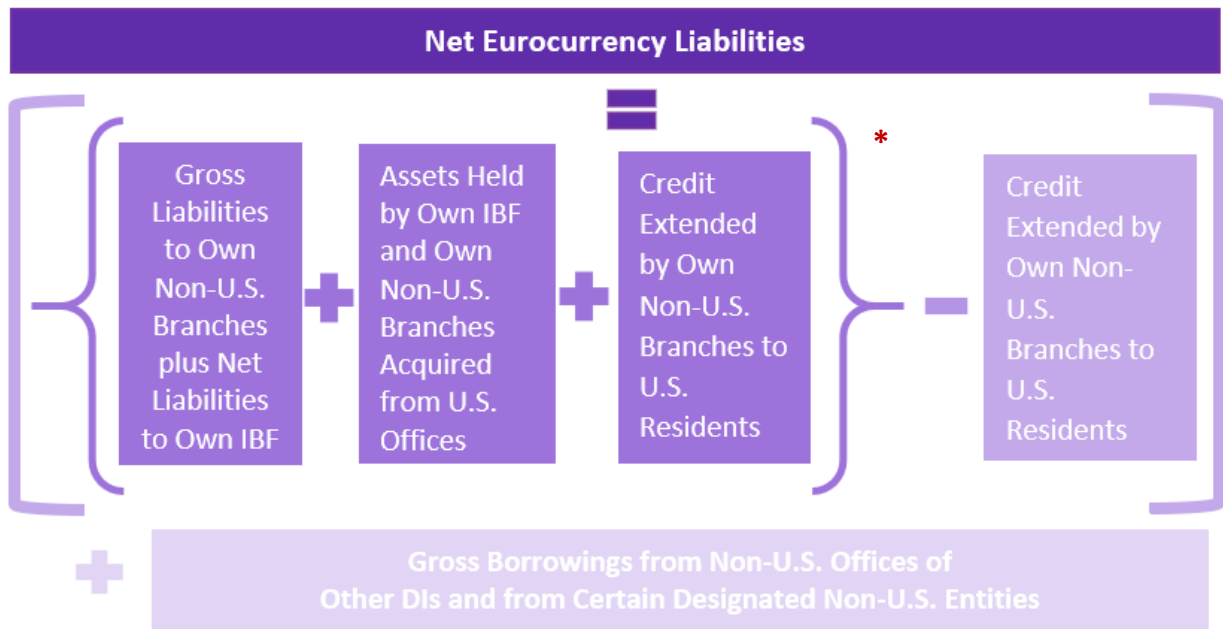 Net Eurocurrency Liabilities
=
*
Gross
Liabilities
to Own
Non-U.S.
Branches
plus Net
Liabilities
to Own IBF
+
Assets Held
by Own IBF
and Own
Non-U.S.
Branches
Acquired
from U.S.
Offices
+
Credit
Extended
by Own
Non-U.S.
Branches to
U.S.
Residents
-
Credit
Extended by
Own Non-
U.S.
Branches to
U.S.
Residents
+
Gross Borrowings from Non-U.S. Offices of
Other DIs and from Certain Designated Non-U.S. Entities